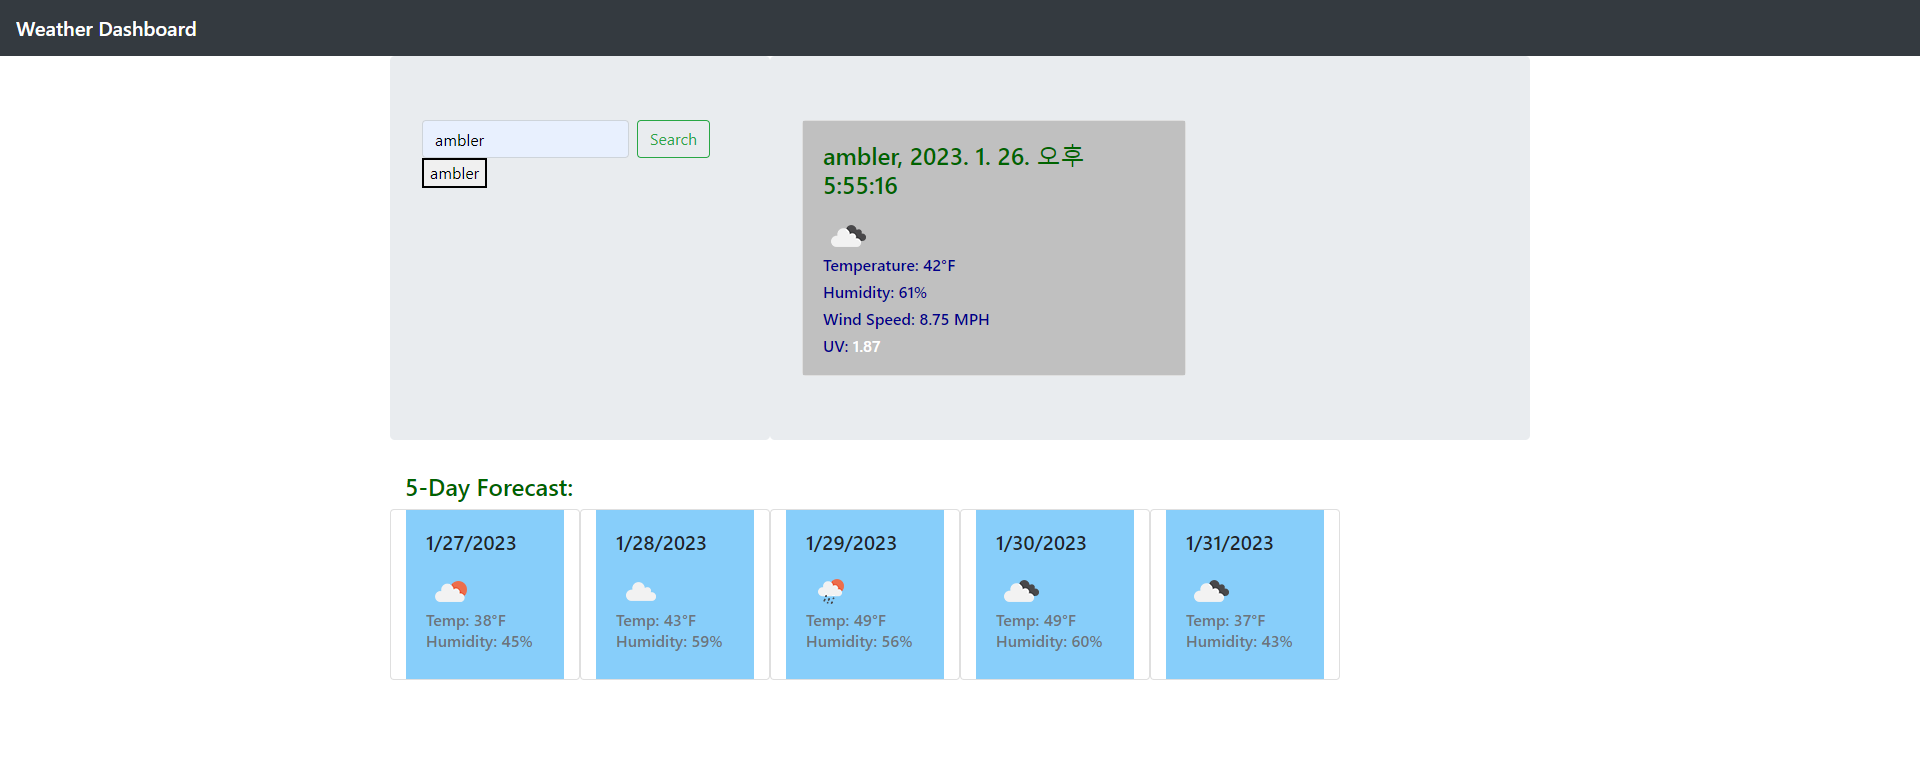 Weather Dashboard
ambler
Search
ambler
ambler, 2023. 1. 26. 오후
5:55:16
Temperature: 42°F
Humidity: 61%
Wind Speed: 8.75 MPH
UV: 1.87
5-Day Forecast:
1/27/2023
Temp: 38°F
Humidity: 45%
1/28/2023
Temp: 43°F
Humidity: 59%
1/29/2023
Temp: 49°F
Humidity: 56%
1/30/2023
Temp: 49°F
Humidity: 60%
1/31/2023
Temp: 37°F
Humidity: 43%